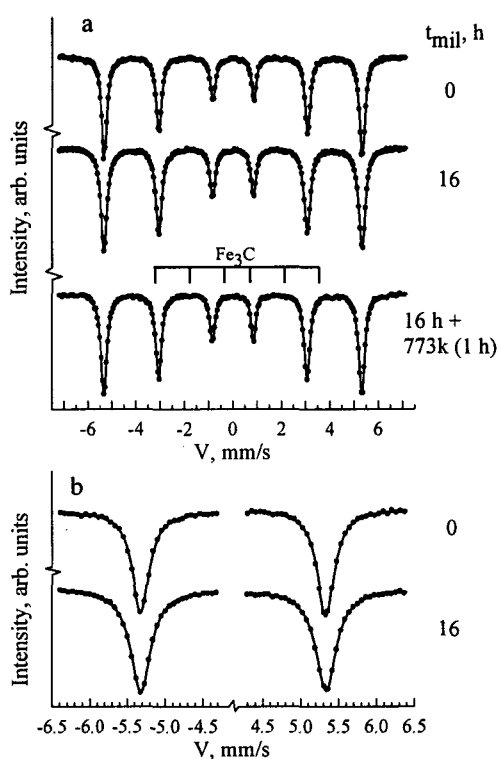 a
t_mil, h
0
16
Fe₃C
16 h +
773k (1 h)
Intensity, arb. units
-6 -4 -2 0 2 4 6
V, mm/s
b
0
16
Intensity, arb. units
-6.5 -6.0 -5.5 -5.0 -4.5 4.5 5.0 5.5 6.0 6.5
V, mm/s